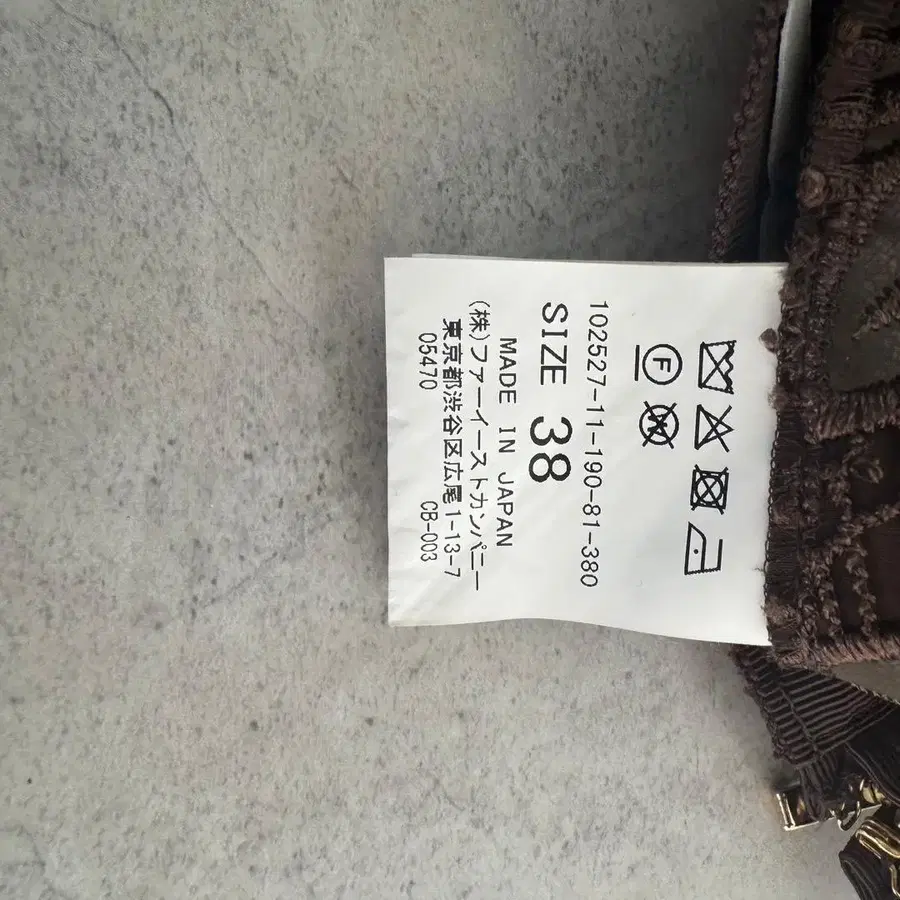 F W
102527-11-190-81-380
SIZE 38
MADE IN JAPAN
(株)ファーイーストカンパニー
東京都渋谷区広尾1-13-7
05470 CB-003